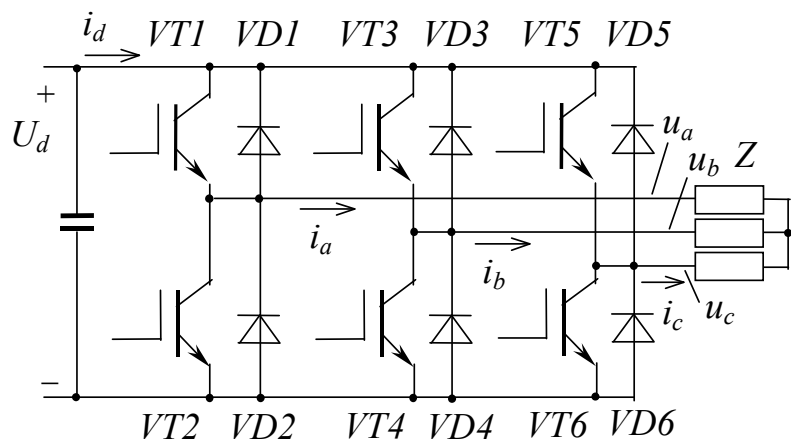 i_d VT1 VD1 VT3 VD3 VT5 VD5
+
U_d
u_a
u_b
Z
i_a
i_b
i_c
u_c
−
VT2 VD2 VT4 VD4 VT6 VD6